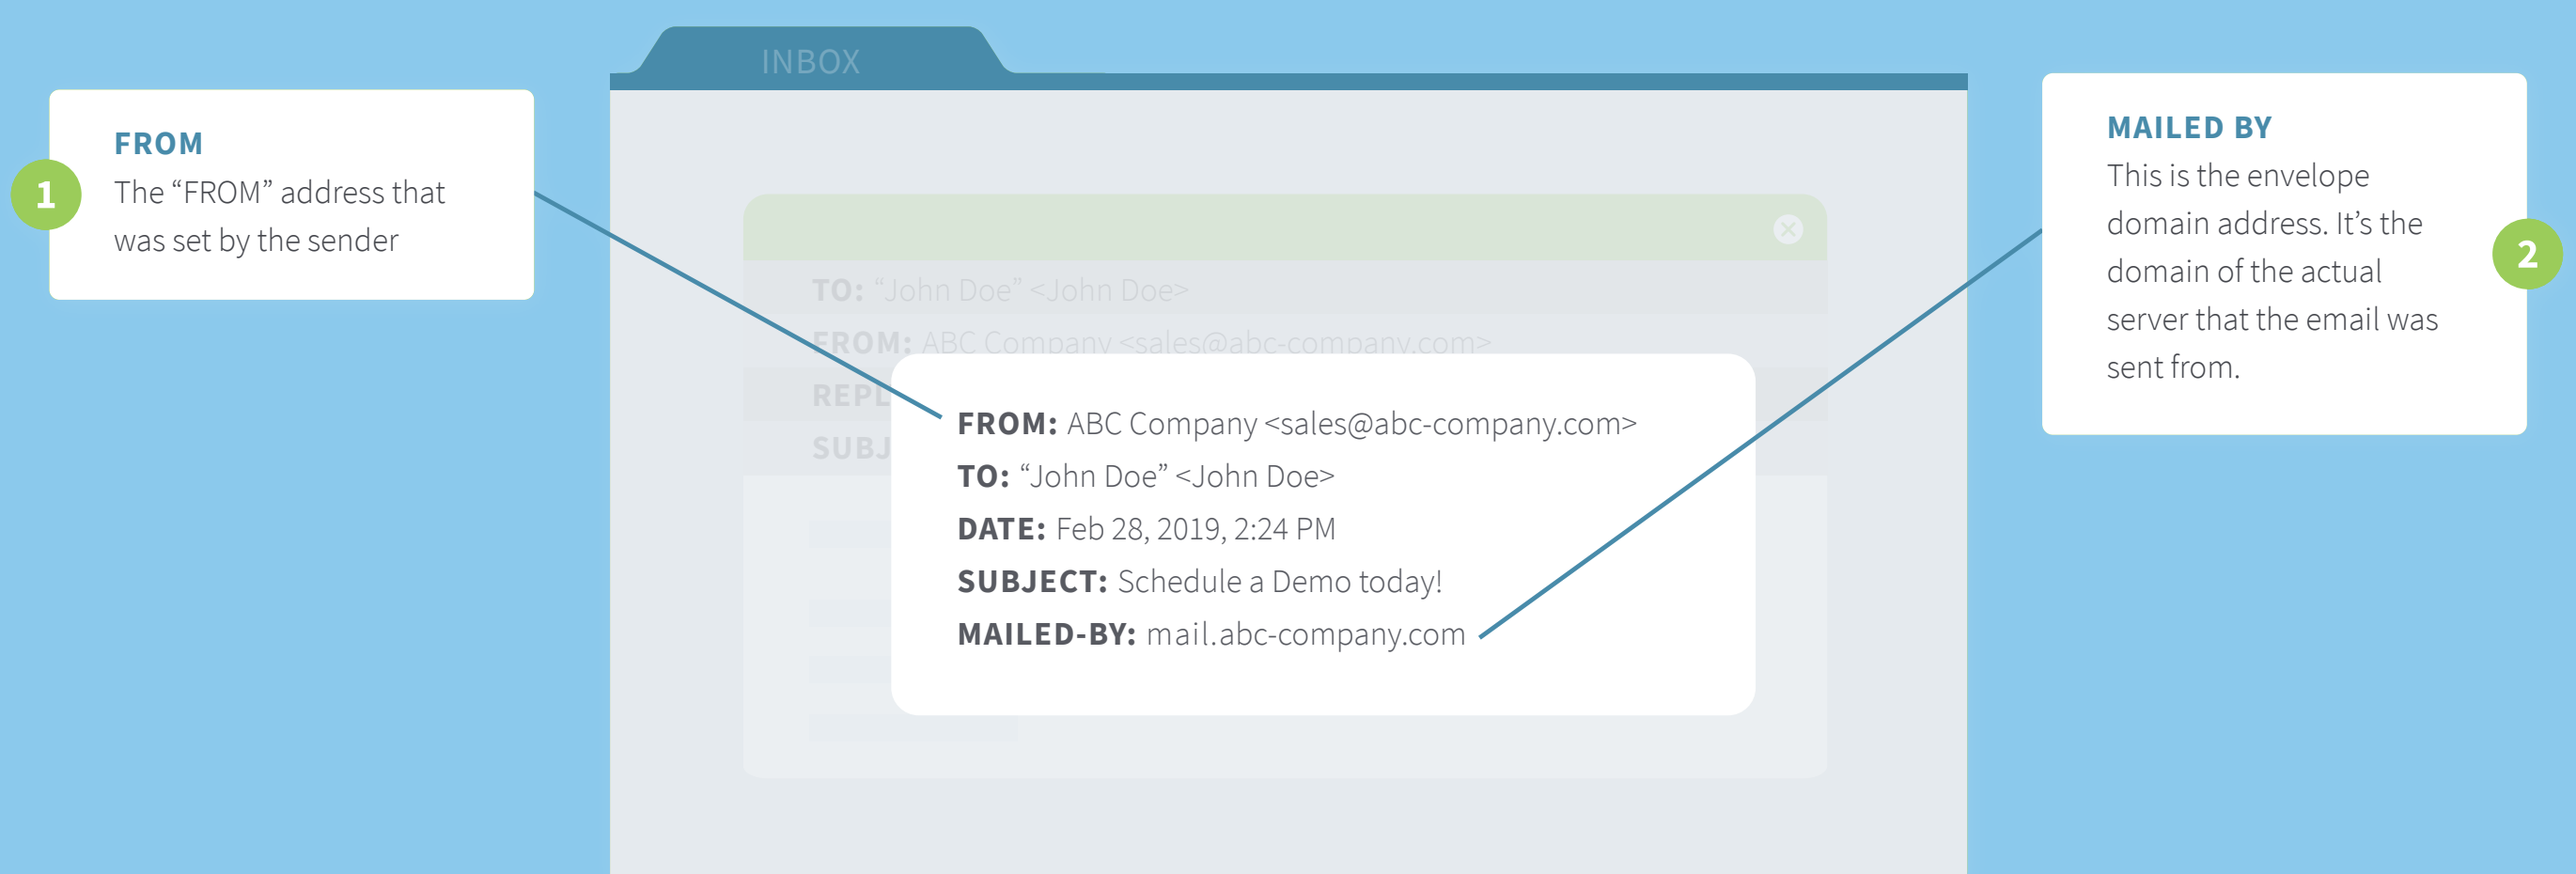 INBOX
FROM
The “FROM” address that
was set by the sender
1
MAILED BY
This is the envelope
domain address. It’s the
domain of the actual
server that the email was
sent from.
2
TO: “John Doe” <John Doe>
FROM: ABC Company <sales@abc-company.com>
REPL
SUBJ
FROM: ABC Company <sales@abc-company.com>
TO: “John Doe” <John Doe>
DATE: Feb 28, 2019, 2:24 PM
SUBJECT: Schedule a Demo today!
MAILED-BY: mail.abc-company.com